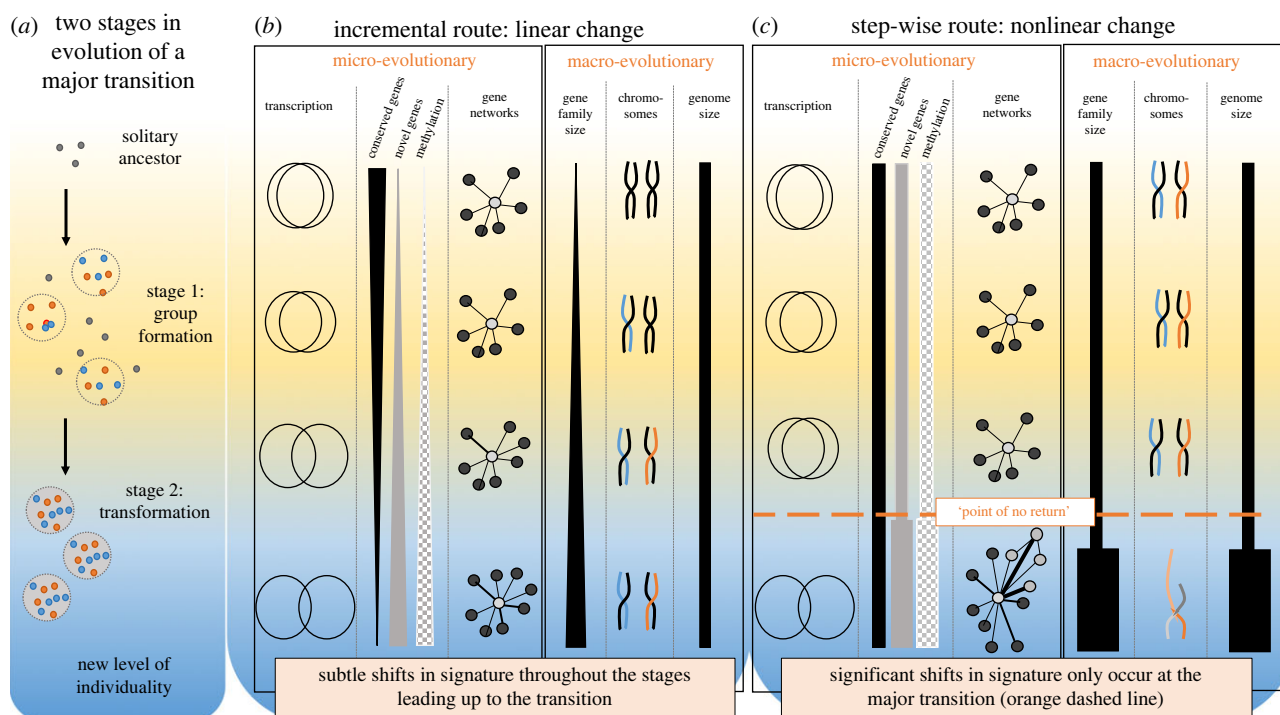 (a) two stages in
evolution of a
major transition
solitary
ancestor
stage 1:
group
formation
stage 2:
transformation
new level of
individuality
(b) incremental route: linear change
micro-evolutionary
macro-evolutionary
transcription
conserved genes
novel genes
methylation
gene
networks
gene
family
size
chromo-
somes
genome
size
subtle shifts in signature throughout the stages
leading up to the transition
(c) step-wise route: nonlinear change
micro-evolutionary
macro-evolutionary
transcription
conserved genes
novel genes
methylation
gene
networks
gene
family
size
chromo-
somes
genome
size
‘point of no return’
significant shifts in signature only occur at the
major transition (orange dashed line)